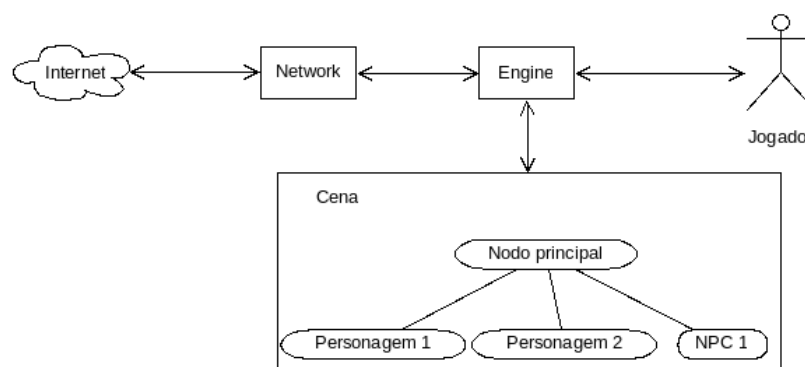 Internet
Network
Engine
Jogado
Cena
Nodo principal
Personagem 1
Personagem 2
NPC 1